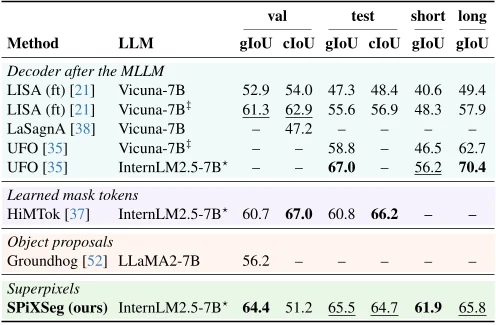 val test short long
Method LLM gIoU cIoU gIoU cIoU gIoU gIoU
Decoder after the MLLM
LISA (ft) [21] Vicuna-7B 52.9 54.0 47.3 48.4 40.6 49.4
LISA (ft) [21] Vicuna-7B‡ 61.3 62.9 55.6 56.9 48.3 57.9
LaSagnA [38] Vicuna-7B – 47.2 – – – –
UFO [35] Vicuna-7B‡ – – 58.8 – 46.5 62.7
UFO [35] InternLM2.5-7B* – – 67.0 – 56.2 70.4
Learned mask tokens
HiMTok [37] InternLM2.5-7B* 60.7 67.0 60.8 66.2 – –
Object proposals
Groundhog [52] LLaMA2-7B 56.2 – – – – –
Superpixels
SPiXSeg (ours) InternLM2.5-7B* 64.4 51.2 65.5 64.7 61.9 65.8